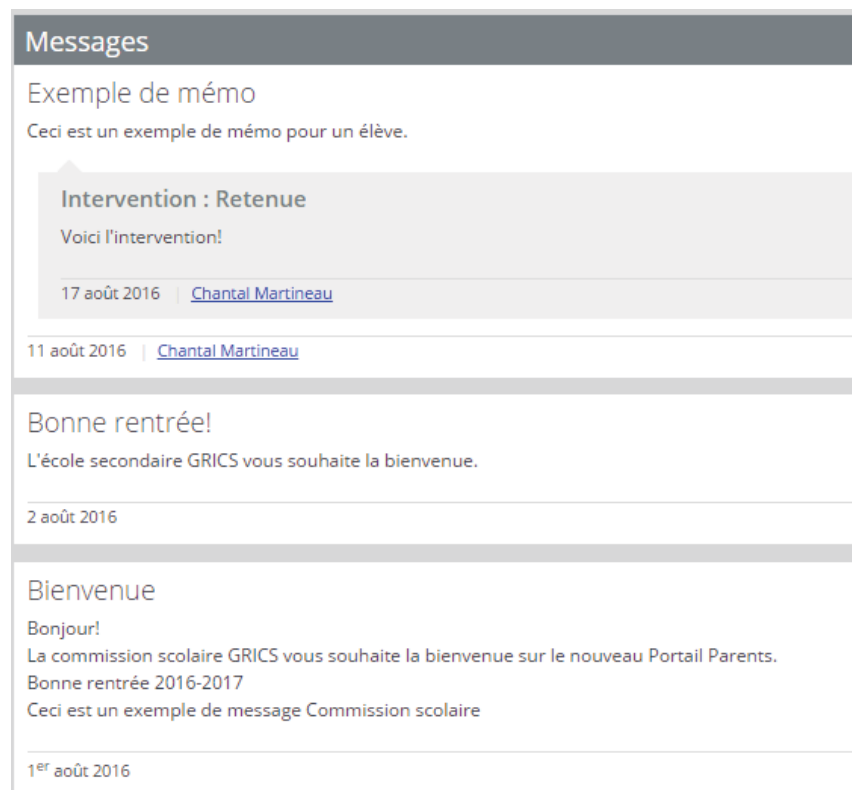 Messages
Exemple de mémo
Ceci est un exemple de mémo pour un élève.
Intervention : Retenue
Voici l'intervention!
17 août 2016 | Chantal Martineau
11 août 2016 | Chantal Martineau
Bonne rentrée!
L'école secondaire GRICS vous souhaite la bienvenue.
2 août 2016
Bienvenue
Bonjour!
La commission scolaire GRICS vous souhaite la bienvenue sur le nouveau Portail Parents.
Bonne rentrée 2016-2017
Ceci est un exemple de message Commission scolaire
1er août 2016